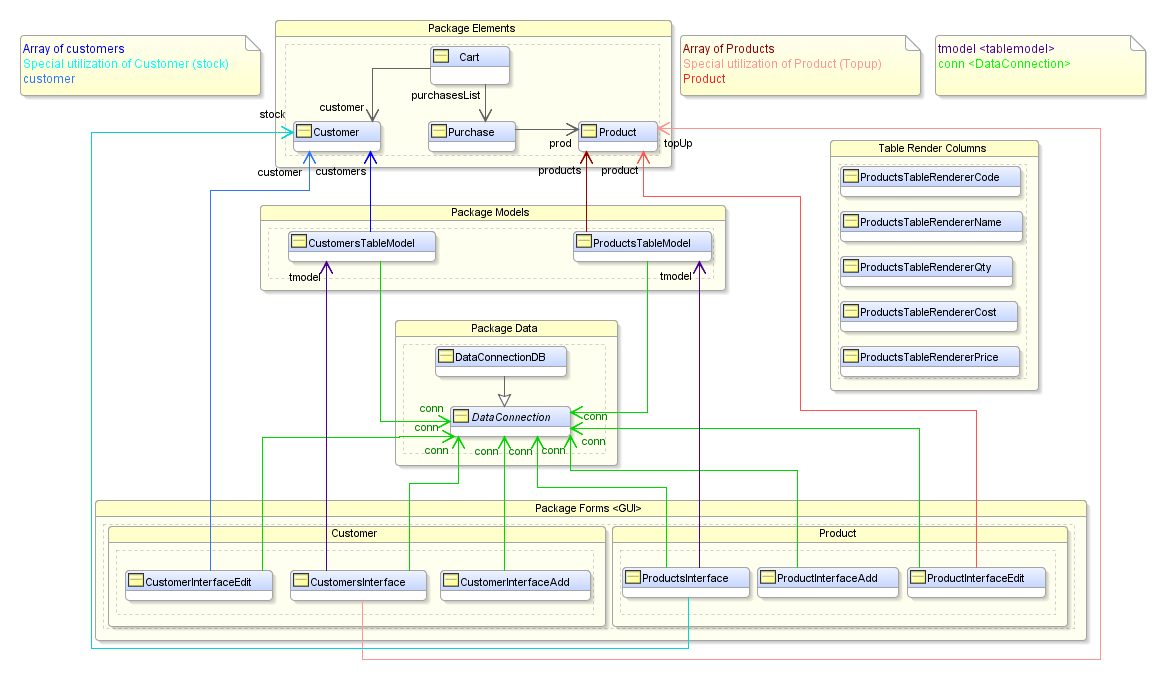 Package Elements
Array of customers
Special utilization of Customer (stock)
customer
Cart
Array of Products
Special utilization of Product (Topup)
Product
tmodel <tablemodel>
conn <DataConnection>
purchasesList
customer
stock
Customer
Purchase
Product
prod
topUp
customer
customers
products
product
Table Render Columns
ProductsTableRendererCode
ProductsTableRendererName
ProductsTableRendererQty
ProductsTableRendererCost
ProductsTableRendererPrice
Package Models
CustomersTableModel
ProductsTableModel
tmodel
tmodel
Package Data
DataConnectionDB
DataConnection
conn
conn
conn
conn
conn
conn
conn
conn
Package Forms <GUI>
Customer
Product
CustomerInterfaceEdit
CustomersInterface
CustomerInterfaceAdd
ProductsInterface
ProductInterfaceAdd
ProductInterfaceEdit